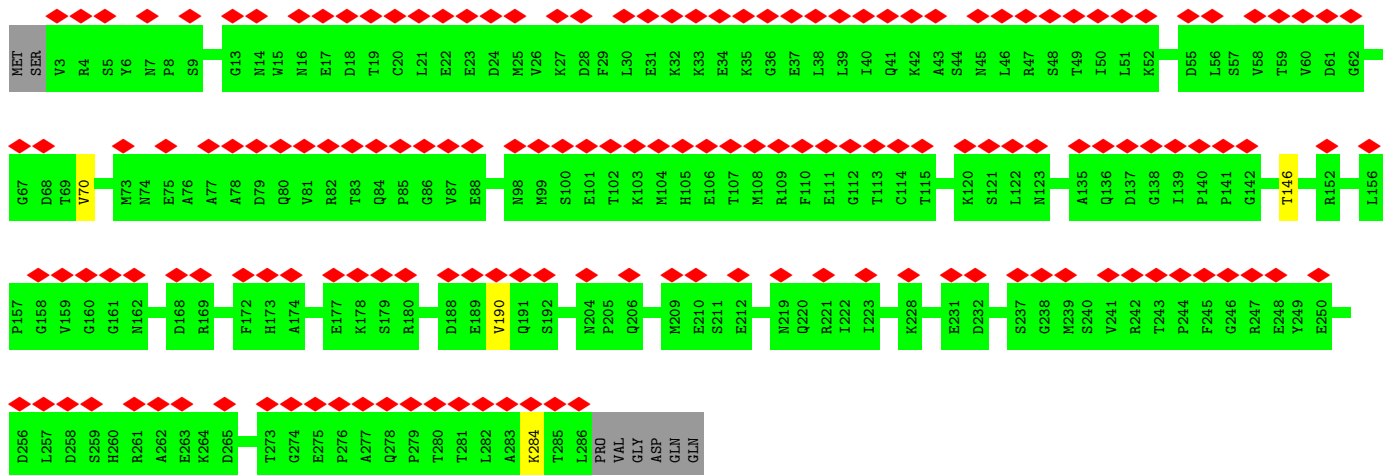 MET SER V3 R4 S5 Y6 N7 P8 S9 G13 N14 W15 N16 E17 D18 T19 C20 L21 E22 E23 D24 M25 V26 K27 D28 F29 L30 E31 K32 K33 E34 K35 G36 E37 L38 L39 I40 Q41 K42 A43 S44 N45 L46 R47 S48 T49 I50 L51 K52 D55 L56 S57 V58 T59 V60 D61 G62
G67 D68 T69 V70 M73 N74 E75 A76 A77 A78 D79 Q80 V81 R82 T83 Q84 P85 G86 V87 E88 N98 M99 S100 E101 T102 K103 M104 H105 E106 T107 M108 R109 F110 E111 G112 T113 C114 T115 K120 S121 L122 N123 A135 Q136 D137 G138 I139 P140 P141 G142 T146 R152 L156
P157 G158 V159 G160 G161 N162 D168 R169 F172 H173 A174 E177 K178 S179 R180 D188 E189 V190 Q191 S192 N204 P205 Q206 M209 E210 S211 E212 N219 Q220 R221 I222 I223 K228 E231 D232 S237 G238 M239 S240 V241 R242 T243 P244 F245 G246 R247 E248 Y249 E250
D256 L257 D258 S259 H260 R261 A262 E263 K264 D265 T273 G274 E275 P276 A277 Q278 P279 T280 T281 L282 A283 K284 T285 L286 PRO VAL GLY ASP GLN GLN